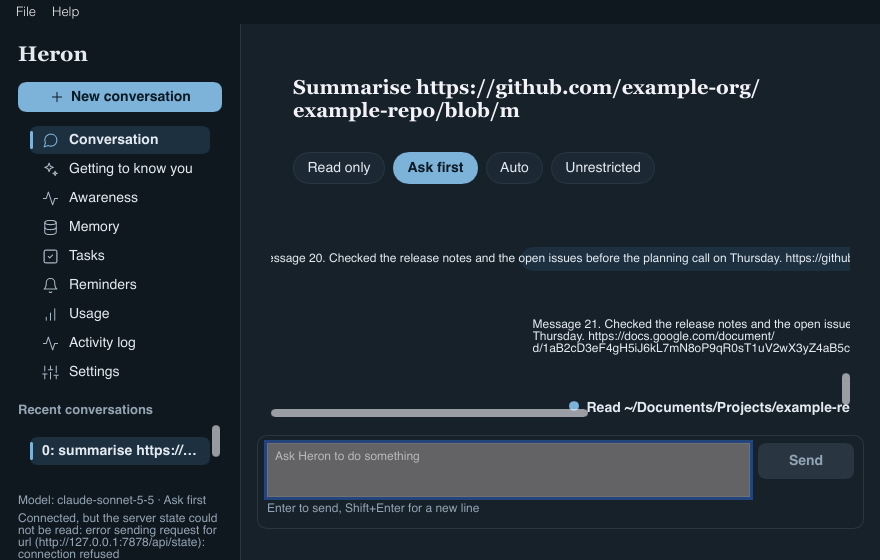 File Help
Heron
New conversation
Conversation
Getting to know you
Awareness
Memory
Tasks
Reminders
Usage
Activity log
Settings
Recent conversations
0: summarise https://…
Model: claude-sonnet-5-5 · Ask first
Connected, but the server state could
not be read: error sending request for
url (http://127.0.0.1:7878/api/state):
connection refused
Summarise https://github.com/example-org/
example-repo/blob/m
Read only Ask first Auto Unrestricted
essage 20. Checked the release notes and the open issues before the planning call on Thursday. https://github
Message 21. Checked the release notes and the open issue
Thursday. https://docs.google.com/document/
d/1aB2cD3eF4gH5iJ6kL7mN8oP9qR0sT1uV2wX3yZ4aB5c
Read ~/Documents/Projects/example-re
Ask Heron to do something
Send
Enter to send, Shift+Enter for a new line